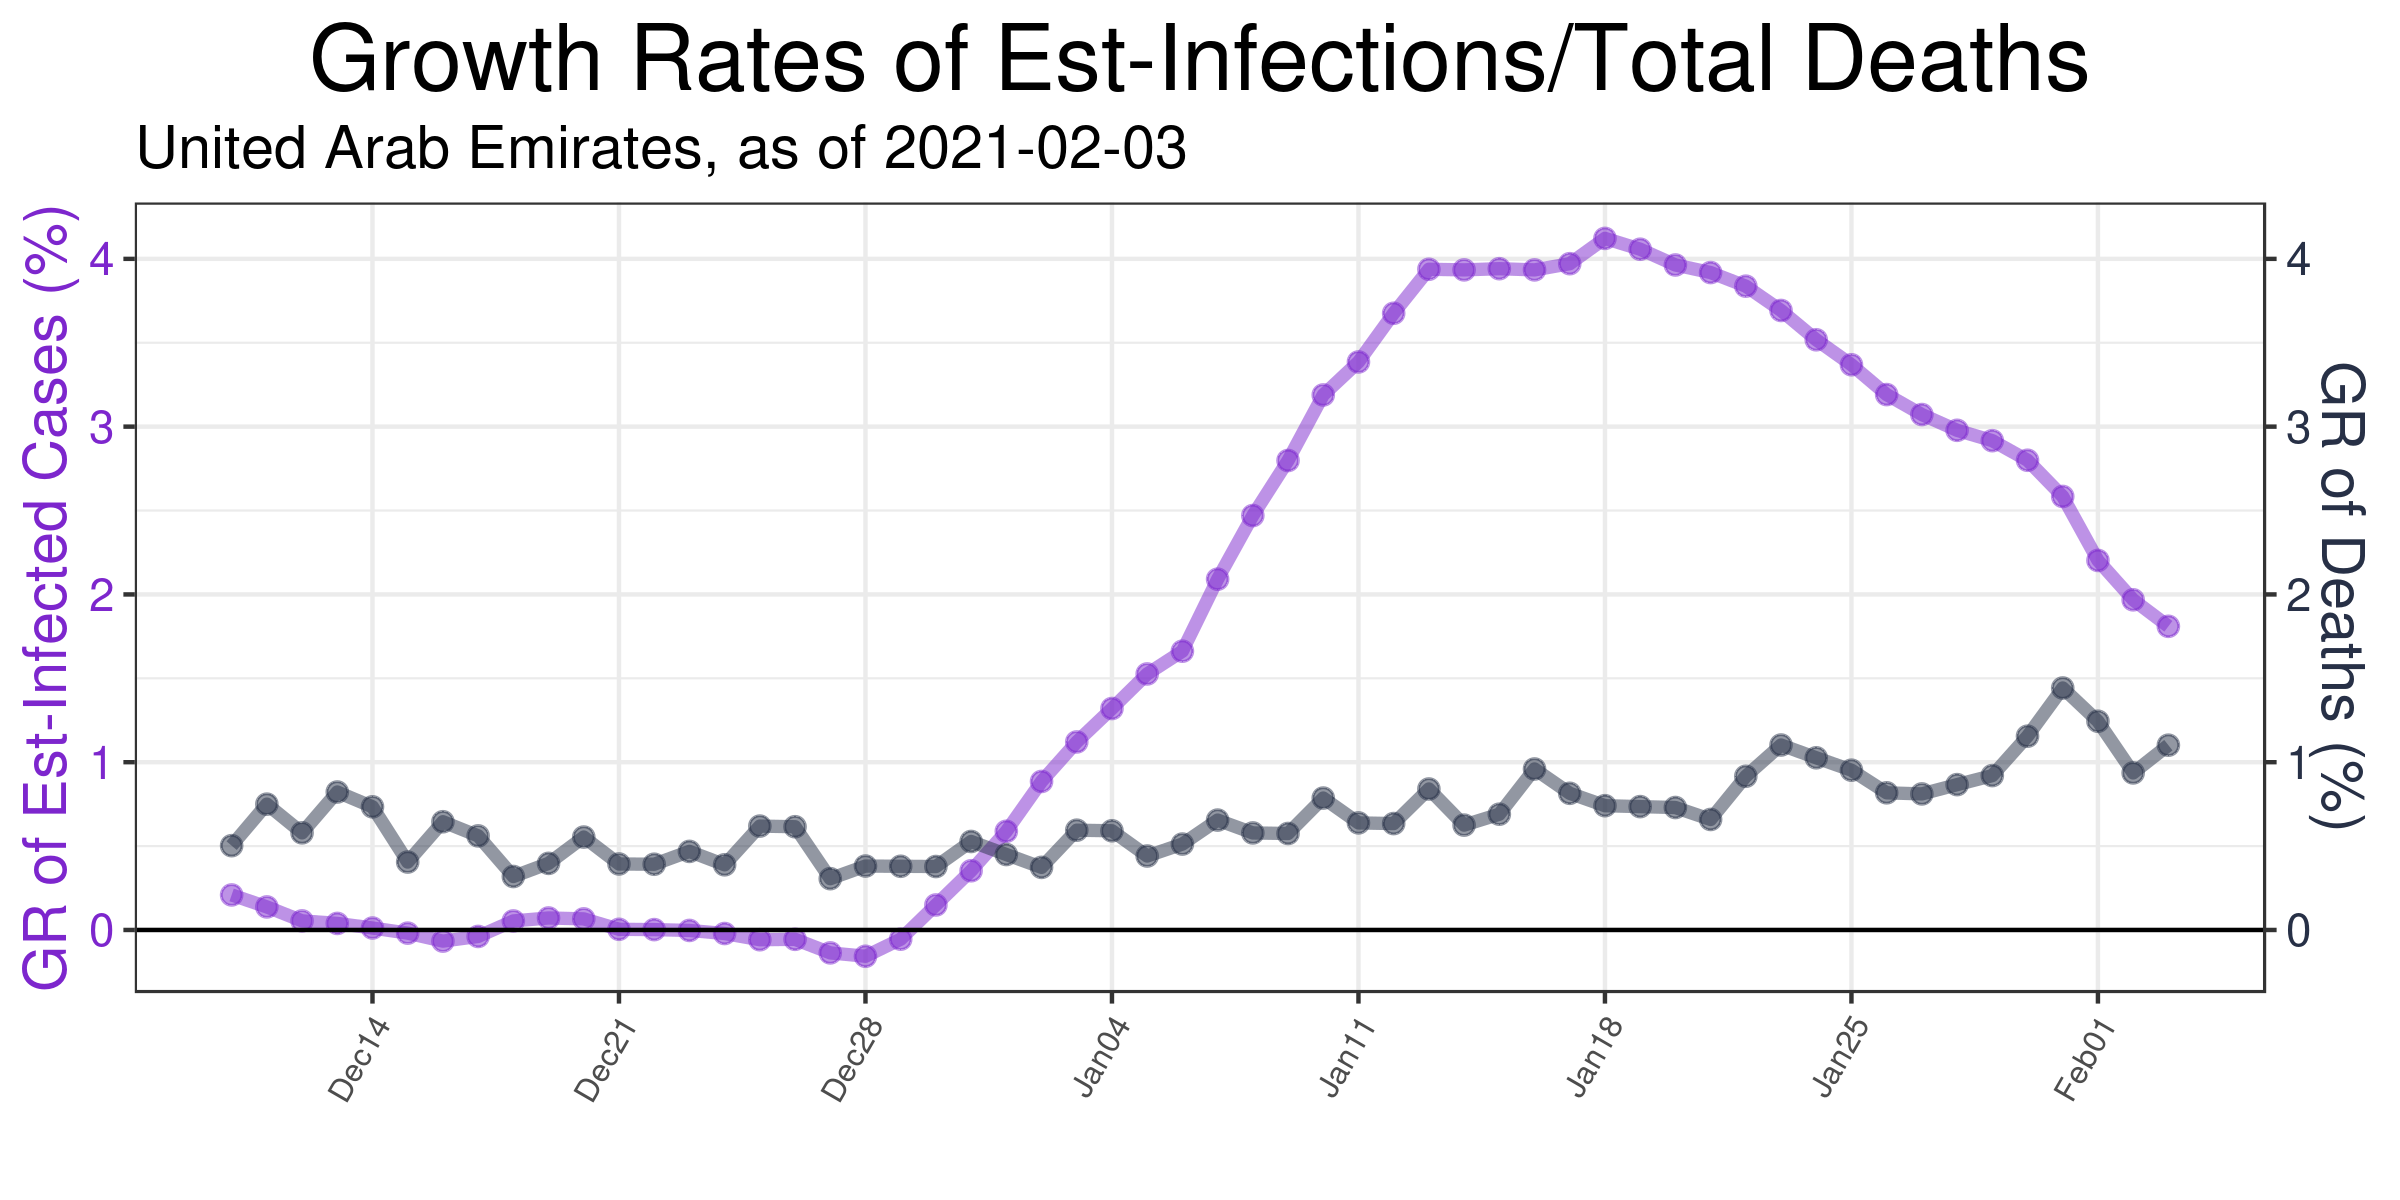 Growth Rates of Est-Infections/Total Deaths
United Arab Emirates, as of 2021-02-03
GR of Est-Infected Cases (%)
4
3
2
1
0
4
3
2
1
0
GR of Deaths (%)
Dec14
Dec21
Dec28
Jan04
Jan11
Jan18
Jan25
Feb01